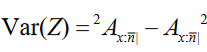 Var(Z) = ²A_{x:n̅|} − A_{x:n̅|}²